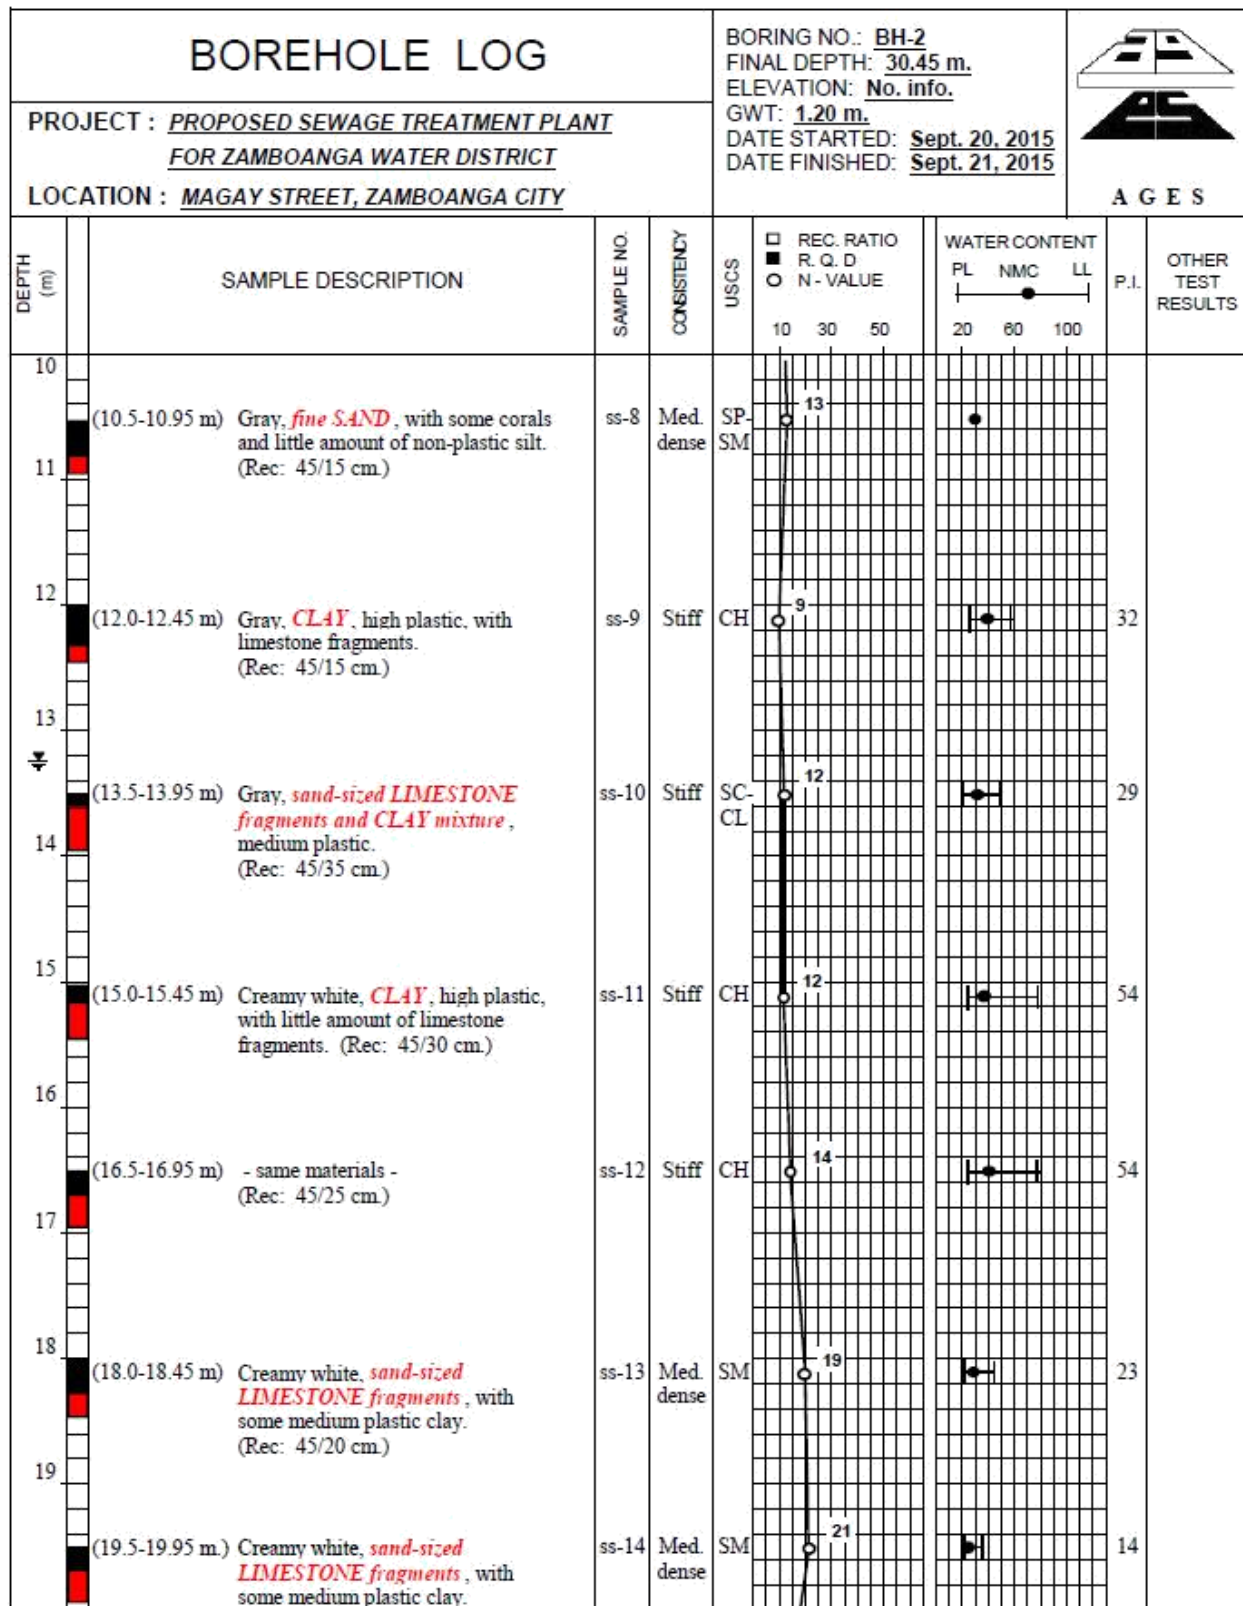 BOREHOLE LOG
PROJECT : PROPOSED SEWAGE TREATMENT PLANT
FOR ZAMBOANGA WATER DISTRICT
LOCATION : MAGAY STREET, ZAMBOANGA CITY
BORING NO.: BH-2
FINAL DEPTH: 30.45 m.
ELEVATION: No. info.
GWT: 1.20 m.
DATE STARTED: Sept. 20, 2015
DATE FINISHED: Sept. 21, 2015
A G E S
DEPTH (m)
SAMPLE DESCRIPTION
SAMPLE NO.
CONSISTENCY
USCS
REC. RATIO
R. Q. D
N - VALUE
10 30 50
WATER CONTENT
PL NMC LL
20 60 100
P.I.
OTHER
TEST
RESULTS
10
(10.5-10.95 m) Gray, fine SAND , with some corals ss-8 Med. SP- 13
and little amount of non-plastic silt. dense SM
11 (Rec: 45/15 cm.)
12
(12.0-12.45 m) Gray, CLAY , high plastic, with ss-9 Stiff CH 9 32
limestone fragments.
(Rec: 45/15 cm.)
13
(13.5-13.95 m) Gray, sand-sized LIMESTONE ss-10 Stiff SC- 12 29
fragments and CLAY mixture , CL
14 medium plastic.
(Rec: 45/35 cm.)
15
(15.0-15.45 m) Creamy white, CLAY , high plastic, ss-11 Stiff CH 12 54
with little amount of limestone
fragments. (Rec: 45/30 cm.)
16
(16.5-16.95 m) - same materials - ss-12 Stiff CH 14 54
(Rec: 45/25 cm.)
17
18
(18.0-18.45 m) Creamy white, sand-sized ss-13 Med. SM 19 23
LIMESTONE fragments , with dense
some medium plastic clay.
(Rec: 45/20 cm.)
19
(19.5-19.95 m.) Creamy white, sand-sized ss-14 Med. SM 21 14
LIMESTONE fragments , with dense
some medium plastic clay.